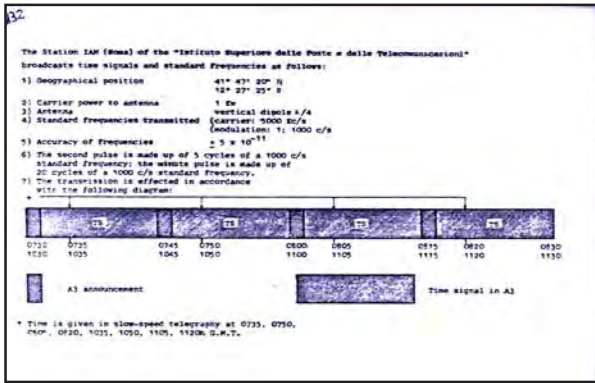 132
The Station IAM (Roma) of the "Istituto Superiore delle Poste e delle Telecomunicazioni"
broadcasts time signals and standard frequencies as follows:
1) Geographical position 41° 47' 20" N
12° 27' 25" E
2) Carrier power to antenna 1 Kw
3) Antenna vertical dipole λ/4
4) Standard frequencies transmitted (carrier: 5000 Kc/s
(modulation: 1; 1000 c/s
5) Accuracy of frequencies ± 5 x 10-11
6) The second pulse is made up of 5 cycles of a 1000 c/s
standard frequency; the minute pulse is made up of
20 cycles of a 1000 c/s standard frequency.
7) The transmission is effected in accordance
with the following diagram:
TS TS TS TS
0730 0735 0745 0750 0800 0805 0815 0820 0830
1030 1035 1045 1050 1100 1105 1115 1120 1130
A3 announcement Time signal in A3
* Time is given in slow-speed telegraphy at 0735, 0750,
0820, 1035, 1050, 1105, 1120h G.M.T.